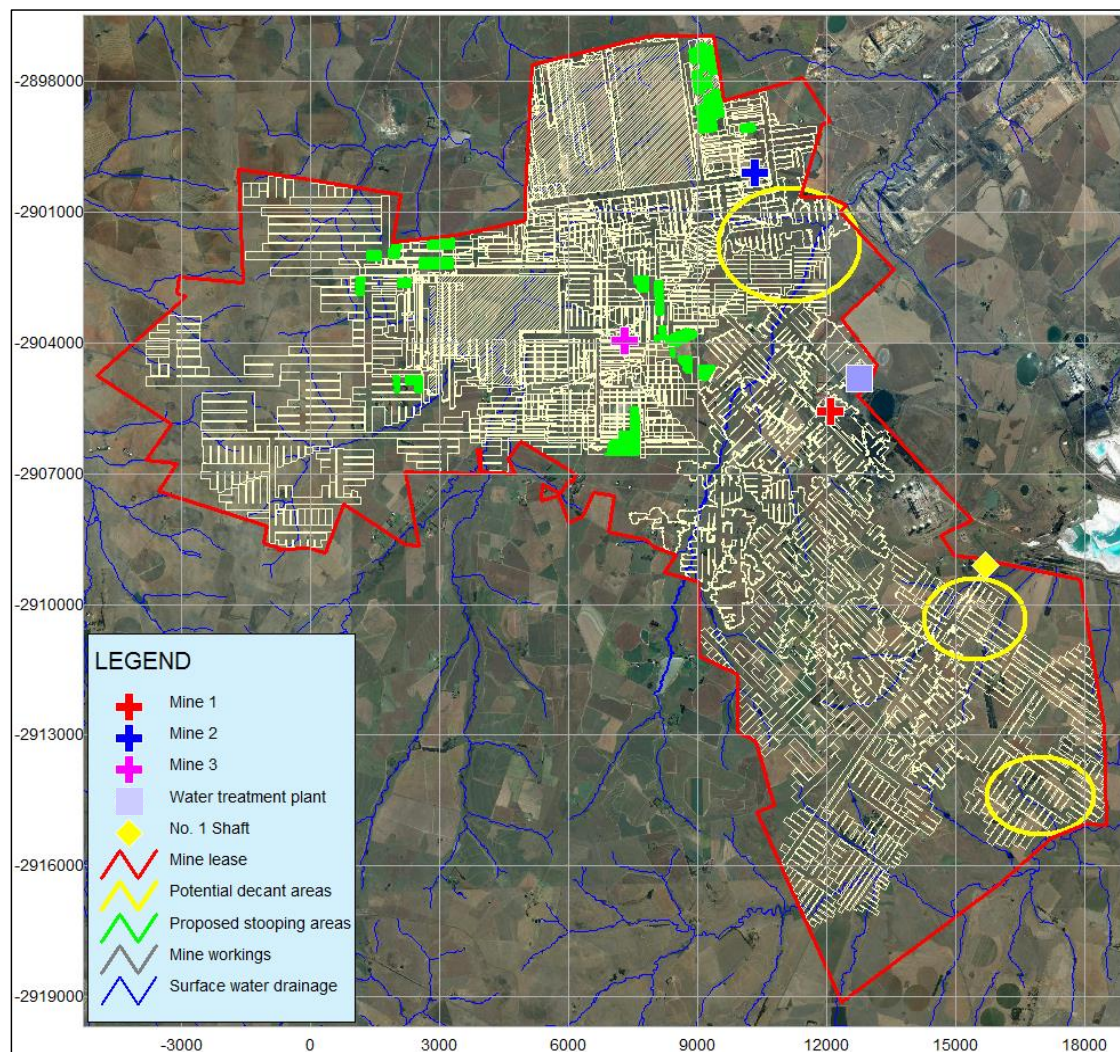 -2898000
-2901000
-2904000
-2907000
-2910000
-2913000
-2916000
-2919000
LEGEND
Mine 1
Mine 2
Mine 3
Water treatment plant
No. 1 Shaft
Mine lease
Potential decant areas
Proposed stooping areas
Mine workings
Surface water drainage
-3000 0 3000 6000 9000 12000 15000 18000